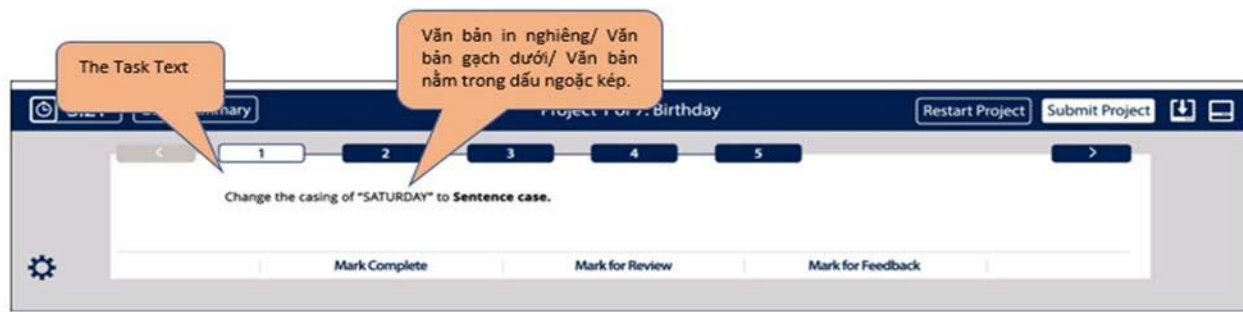 The Task Text
Văn bản in nghiêng/ Văn
bản gạch dưới/ Văn bản
nằm trong dấu ngoặc kép.
Project 1 of 7: Birthday
Restart Project
Submit Project
<
1
2
3
4
5
>
Change the casing of "SATURDAY" to Sentence case.
Mark Complete
Mark for Review
Mark for Feedback